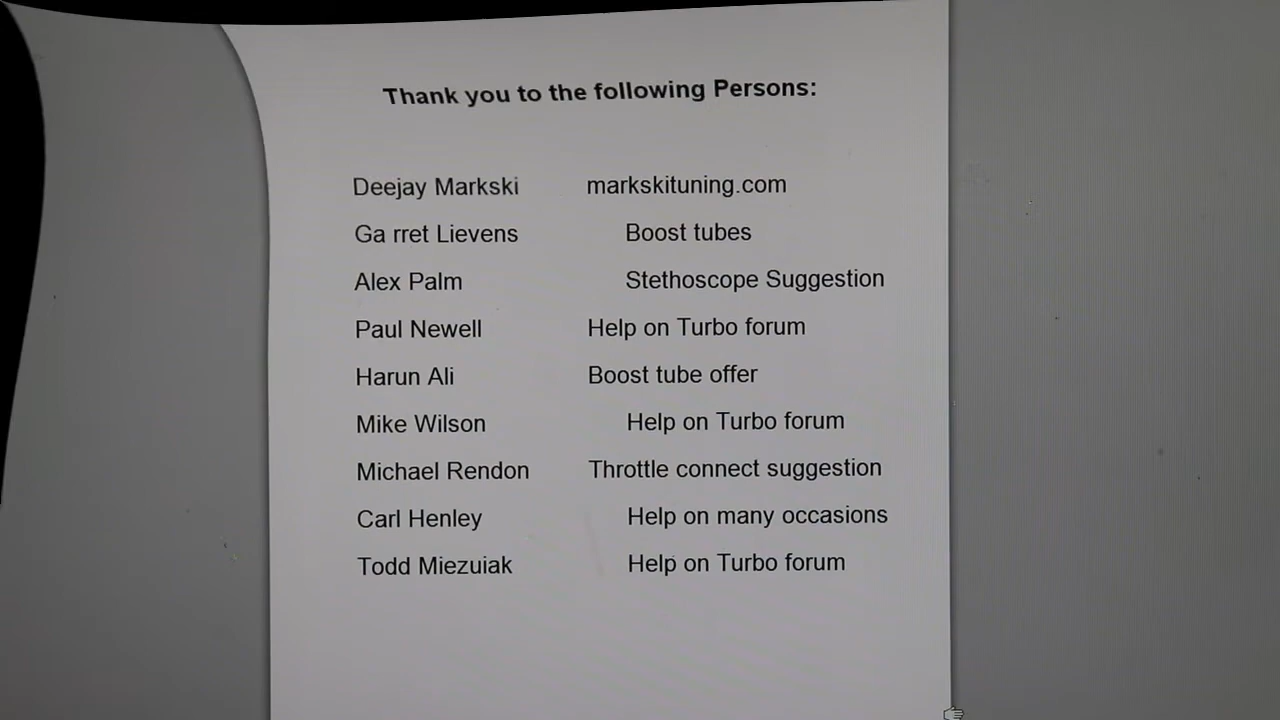 Thank you to the following Persons:
Deejay Markski markskituning.com
Ga rret Lievens Boost tubes
Alex Palm Stethoscope Suggestion
Paul Newell Help on Turbo forum
Harun Ali Boost tube offer
Mike Wilson Help on Turbo forum
Michael Rendon Throttle connect suggestion
Carl Henley Help on many occasions
Todd Miezuiak Help on Turbo forum